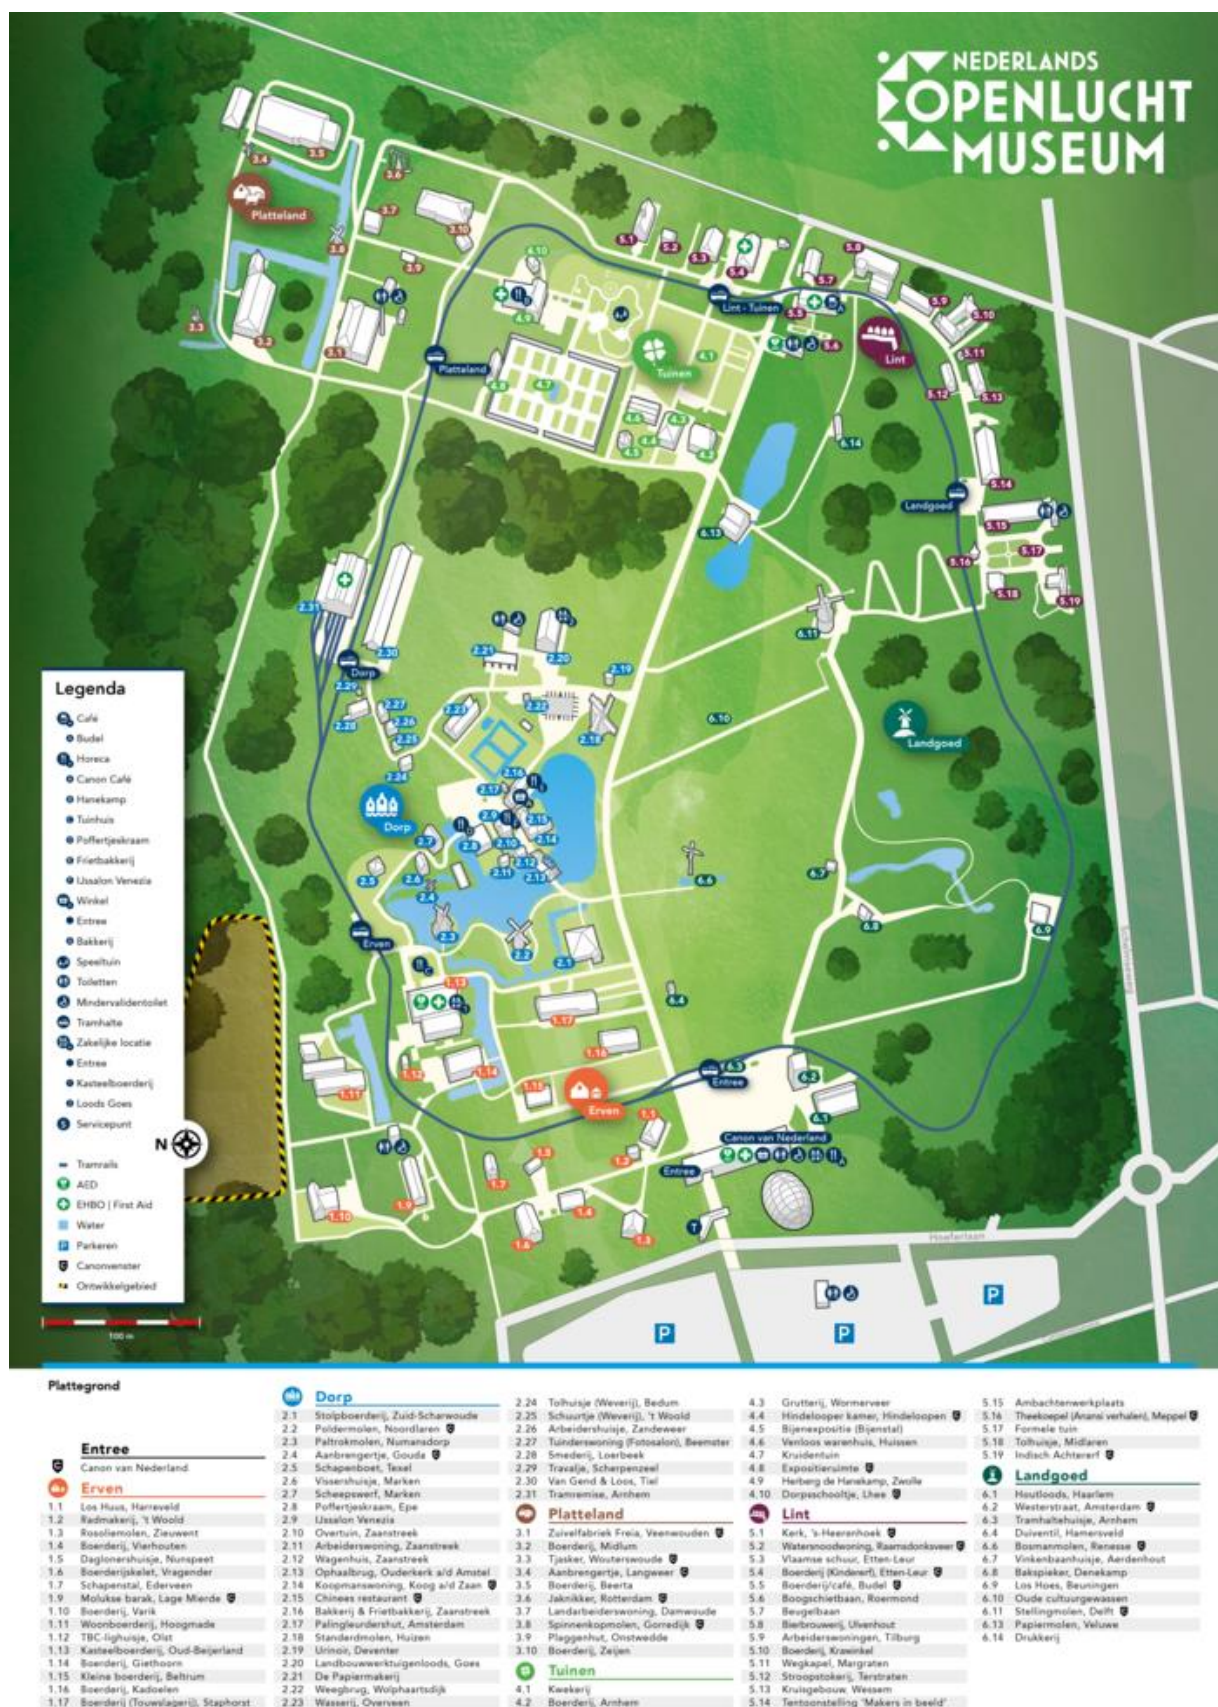 NEDERLANDS
OPENLUCHT
MUSEUM
Platteland
Lint - Tuinen
Lint
Platteland
Tuinen
Landgoed
Dorp
Landgoed
Dorp
Erven
Entree
Erven
Canon van Nederland
Entree
Hoeferlaan
Schelmseweg
Legenda
Café
Budel
Horeca
Canon Café
Hanekamp
Tuinhuis
Poffertjeskraam
Frietbakkerij
IJssalon Venezia
Winkel
Entree
Bakkerij
Speeltuin
Toiletten
Mindervalidentoilet
Tramhalte
Zakelijke locatie
Entree
Kasteelboerderij
Loods Goes
Servicepunt
N
Tramrails
AED
EHBO | First Aid
Water
Parkeren
Canonvenster
Ontwikkelgebied
100 m
P
P
P
Plattegrond
Entree
Canon van Nederland
Erven
1.1 Los Huus, Harreveld
1.2 Radmakerij, 't Woold
1.3 Rosoliemolen, Zieuwent
1.4 Boerderij, Vierhouten
1.5 Daglonershuisje, Nunspeet
1.6 Boerderijskelet, Vragender
1.7 Schapenstal, Ederveen
1.9 Molukse barak, Lage Mierde
1.10 Boerderij, Varik
1.11 Woonboerderij, Hoogmade
1.12 TBC-lighuisje, Olst
1.13 Kasteelboerderij, Oud-Beijerland
1.14 Boerderij, Giethoorn
1.15 Kleine boerderij, Beltrum
1.16 Boerderij, Kadoelen
1.17 Boerderij (Touwslagerij), Staphorst
Dorp
2.1 Stolpboerderij, Zuid-Scharwoude
2.2 Poldermolen, Noordlaren
2.3 Paltrokmolen, Numansdorp
2.4 Aanbrengertje, Gouda
2.5 Schapenboet, Texel
2.6 Vissershuisje, Marken
2.7 Scheepswerf, Marken
2.8 Poffertjeskraam, Epe
2.9 IJssalon Venezia
2.10 Overtuin, Zaanstreek
2.11 Arbeiderswoning, Zaanstreek
2.12 Wagenhuis, Zaanstreek
2.13 Ophaalbrug, Ouderkerk a/d Amstel
2.14 Koopmanswoning, Koog a/d Zaan
2.15 Chinees restaurant
2.16 Bakkerij & Frietbakkerij, Zaanstreek
2.17 Palingleurdershut, Amsterdam
2.18 Standerdmolen, Huizen
2.19 Urinoir, Deventer
2.20 Landbouwwerktuigenloods, Goes
2.21 De Papiermakerij
2.22 Weegbrug, Wolphaartsdijk
2.23 Wasserij, Overveen
2.24 Tolhuisje (Weverij), Bedum
2.25 Schuurtje (Weverij), 't Woold
2.26 Arbeidershuisje, Zandeweer
2.27 Tuinderswoning (Fotosalon), Beemster
2.28 Smederij, Loerbeek
2.29 Travalje, Scherpenzeel
2.30 Van Gend & Loos, Tiel
2.31 Tramremise, Arnhem
Platteland
3.1 Zuivelfabriek Freia, Veenwouden
3.2 Boerderij, Midlum
3.3 Tjasker, Wouterswoude
3.4 Aanbrengertje, Langweer
3.5 Boerderij, Beerta
3.6 Jaknikker, Rotterdam
3.7 Landarbeiderswoning, Damwoude
3.8 Spinnenkopmolen, Gorredijk
3.9 Plaggenhut, Onstwedde
3.10 Boerderij, Zeijen
Tuinen
4.1 Kwekerij
4.2 Boerderij, Arnhem
4.3 Grutterij, Wormerveer
4.4 Hindelooper kamer, Hindeloopen
4.5 Bijenexpositie (Bijenstal)
4.6 Venloos warenhuis, Huissen
4.7 Kruidentuin
4.8 Expositieruimte
4.9 Herberg de Hanekamp, Zwolle
4.10 Dorpsschooltje, Lhee
Lint
5.1 Kerk, 's-Heerenhoek
5.2 Watersnoodwoning, Raamsdonksveer
5.3 Vlaamse schuur, Etten-Leur
5.4 Boerderij (Kindererf), Etten-Leur
5.5 Boerderij/café, Budel
5.6 Boogschietbaan, Roermond
5.7 Beugelbaan
5.8 Bierbrouwerij, Ulvenhout
5.9 Arbeiderswoningen, Tilburg
5.10 Boerderij, Krawinkel
5.11 Wegkapel, Margraten
5.12 Stroopstokerij, Terstraten
5.13 Kruisgebouw, Wessem
5.14 Tentoonstelling 'Makers in beeld'
5.15 Ambachtenwerkplaats
5.16 Theekoepel (Anansi verhalen), Meppel
5.17 Formele tuin
5.18 Tolhuisje, Midlaren
5.19 Indisch Achtererf
Landgoed
6.1 Houtloods, Haarlem
6.2 Westerstraat, Amsterdam
6.3 Tramhaltehuisje, Arnhem
6.4 Duiventil, Hamersveld
6.6 Bosmanmolen, Renesse
6.7 Vinkenbaanhuisje, Aerdenhout
6.8 Bakspieker, Denekamp
6.9 Los Hoes, Beuningen
6.10 Oude cultuurgewassen
6.11 Stellingmolen, Delft
6.13 Papiermolen, Veluwe
6.14 Drukkerij